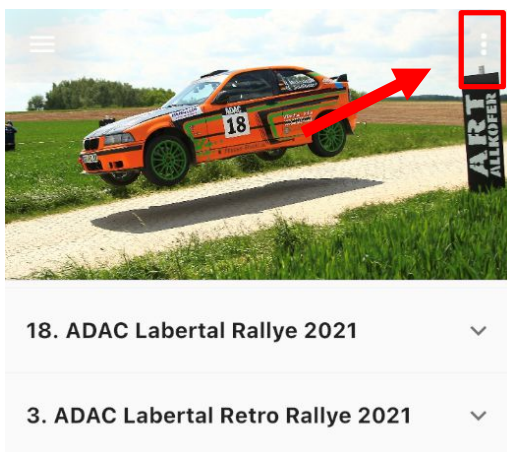 ADAC
18
ART
ALLKOFER
18. ADAC Labertal Rallye 2021
3. ADAC Labertal Retro Rallye 2021